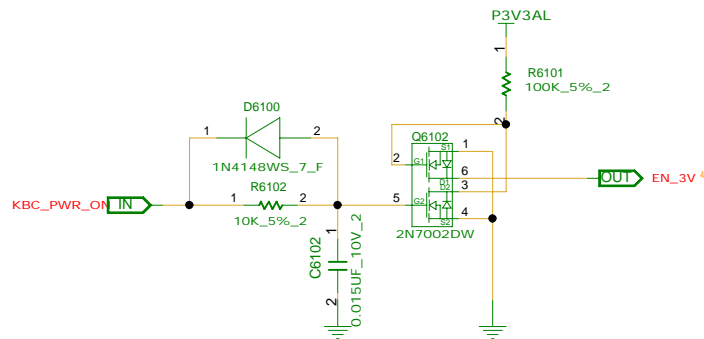 P3V3AL
1
R6101
100K_5%_2
2
D6100
1
2
1N4148WS_7_F
Q6102
S1
1
2
G1
6
D1
OUT
EN_3V
4
D2
3
R6102
KBC_PWR_ON
IN
1
2
5
G2
4
10K_5%_2
S2
2N7002DW
1
C6102
0.015UF_10V_2
2